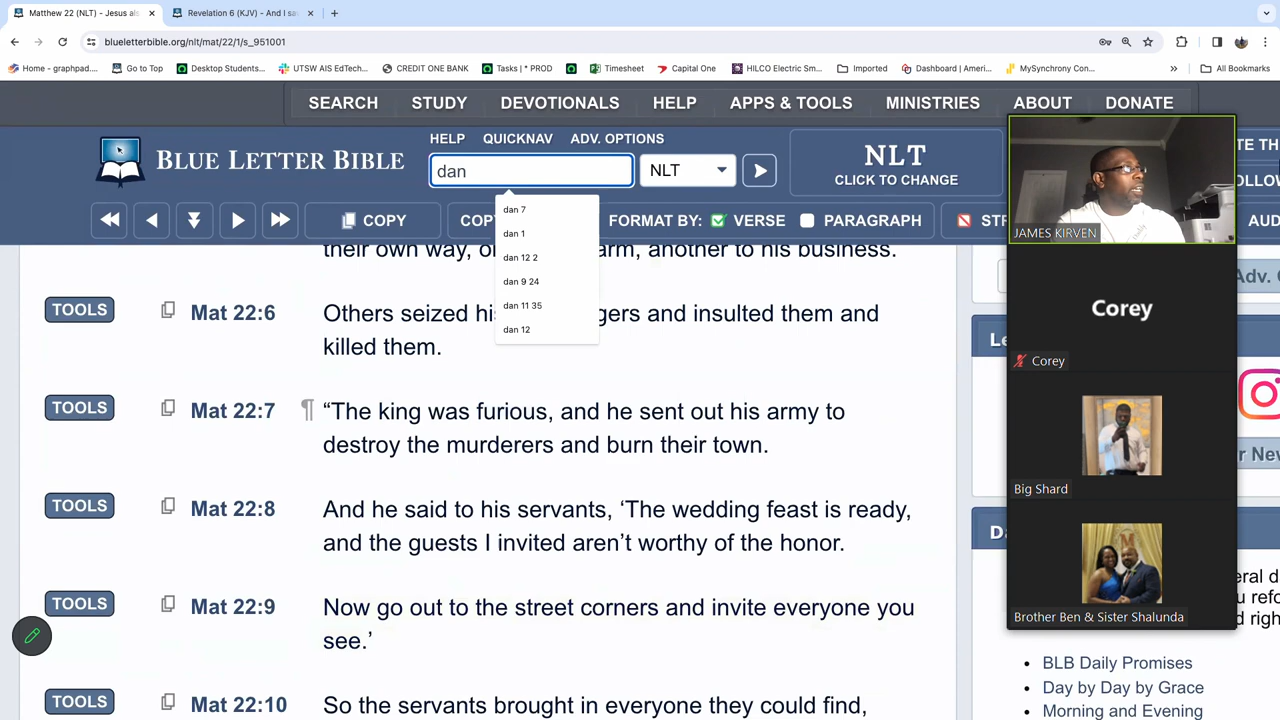 Matthew 22 (NLT) - Jesus als
Revelation 6 (KJV) - And I sa
blueletterbible.org/nlt/mat/22/1/s_951001
Home - graphpad.... Go to Top Desktop Students... UTSW AIS EdTech... CREDIT ONE BANK Tasks | * PROD Timesheet Capital One HILCO Electric Sm... Imported Dashboard | Ameri... MySynchrony Con... » All Bookmarks
SEARCH STUDY DEVOTIONALS HELP APPS & TOOLS MINISTRIES ABOUT DONATE
HELP QUICKNAV ADV. OPTIONS
BLUE LETTER BIBLE
dan
NLT
NLT
CLICK TO CHANGE
dan 7
dan 1
dan 12 2
dan 9 24
dan 11 35
dan 12
COPY
FORMAT BY: VERSE PARAGRAPH
their own way,
another to his business.
TOOLS Mat 22:6 Others seized
and insulted them and
killed them.
TOOLS Mat 22:7 ¶ “The king was furious, and he sent out his army to
destroy the murderers and burn their town.
TOOLS Mat 22:8 And he said to his servants, ‘The wedding feast is ready,
and the guests I invited aren’t worthy of the honor.
TOOLS Mat 22:9 Now go out to the street corners and invite everyone you
see.’
TOOLS Mat 22:10 So the servants brought in everyone they could find,
JAMES KIRVEN
Corey
Corey
Big Shard
Brother Ben & Sister Shalunda
BLB Daily Promises
Day by Day by Grace
Morning and Evening